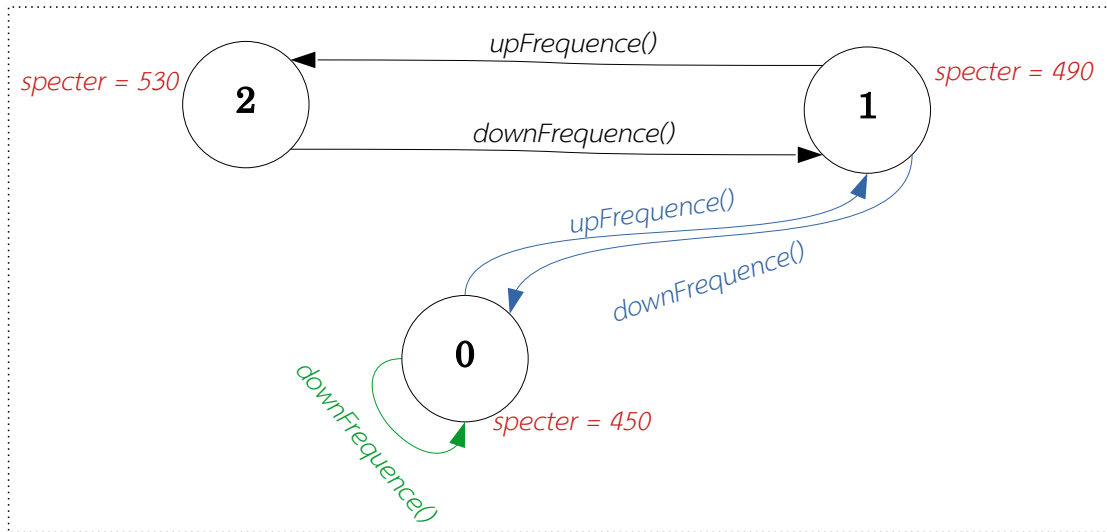 upFrequence()
specter = 530
2
1
specter = 490
downFrequence()
upFrequence()
downFrequence()
0
downFrequence()
specter = 450